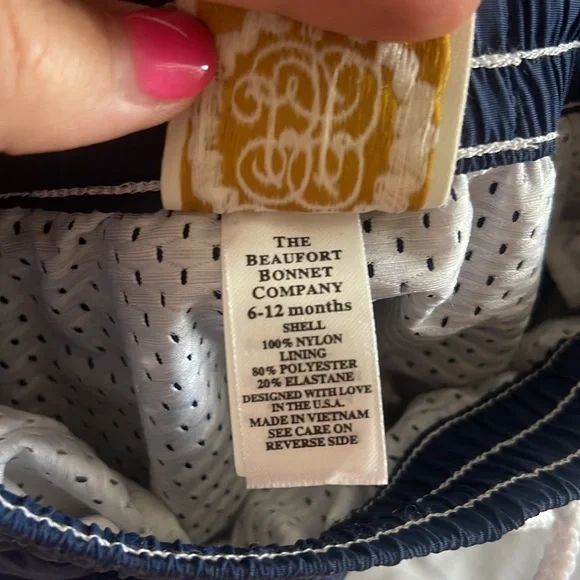 THE
BEAUFORT
BONNET
COMPANY
6-12 months
SHELL
100% NYLON
LINING
80% POLYESTER
20% ELASTANE
DESIGNED WITH LOVE
IN THE U.S.A.
MADE IN VIETNAM
SEE CARE ON
REVERSE SIDE